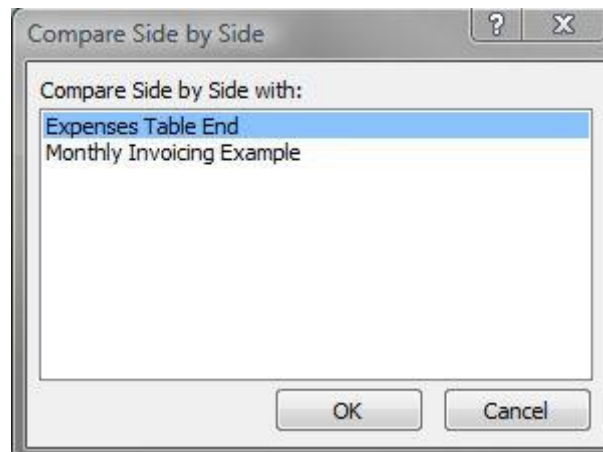 Compare Side by Side
Compare Side by Side with:
Expenses Table End
Monthly Invoicing Example
OK
Cancel